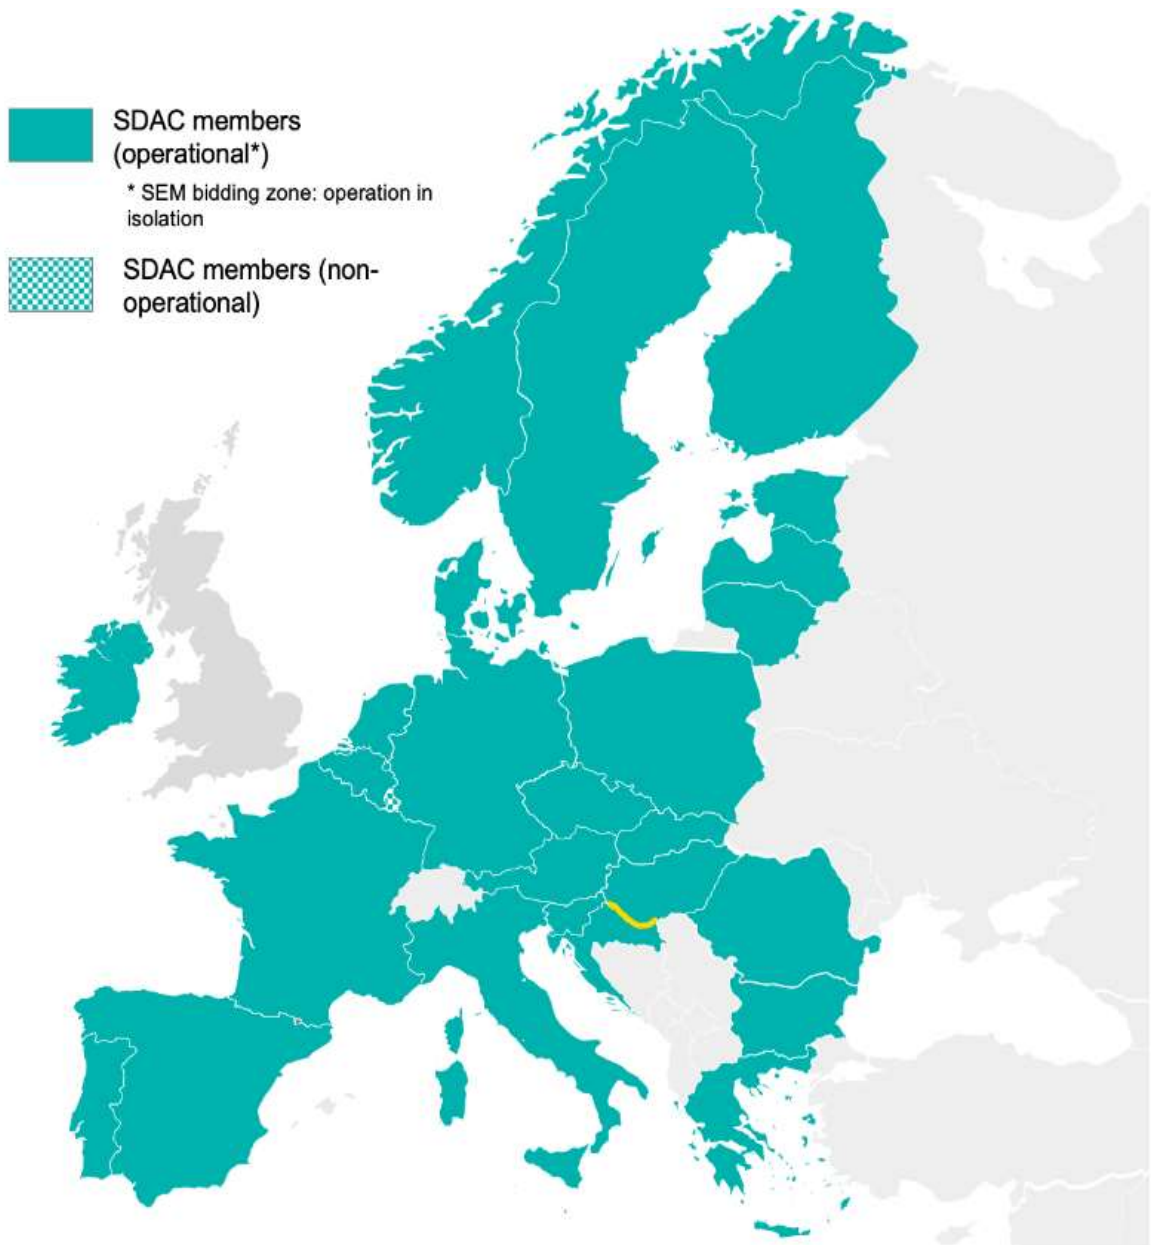 SDAC members
(operational*)
* SEM bidding zone: operation in
isolation
SDAC members (non-
operational)